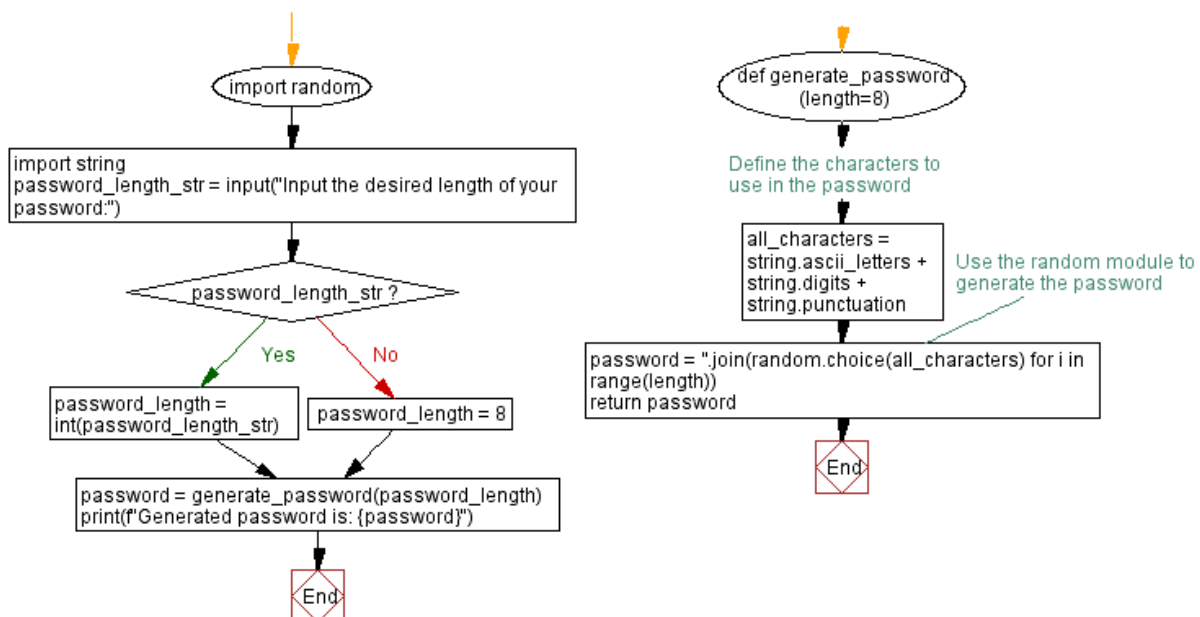 import random
import string
password_length_str = input("Input the desired length of your
password:")
password_length_str ?
Yes
No
password_length =
int(password_length_str)
password_length = 8
password = generate_password(password_length)
print(f"Generated password is: {password}")
End
def generate_password
(length=8)
Define the characters to
use in the password
all_characters =
string.ascii_letters +
string.digits +
string.punctuation
Use the random module to
generate the password
password = ''.join(random.choice(all_characters) for i in
range(length))
return password
End